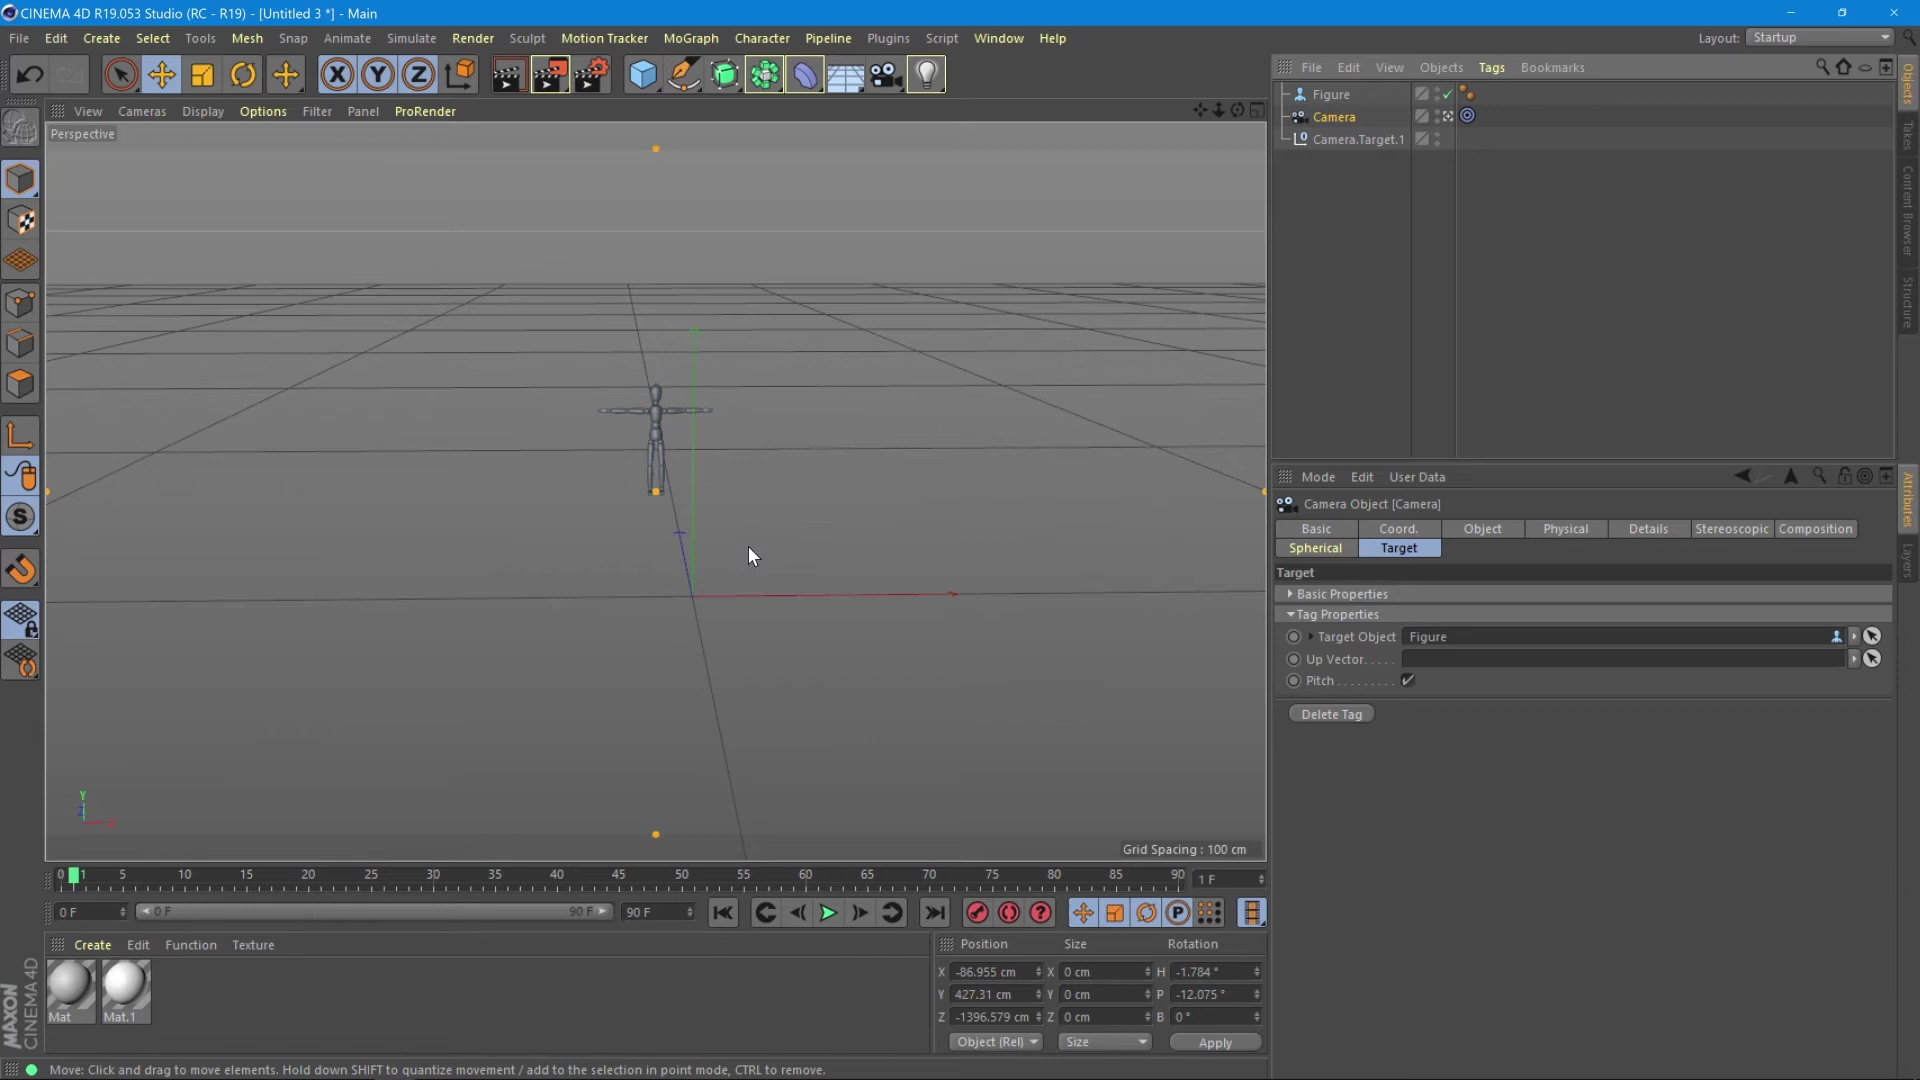 CINEMA 4D R19.053 Studio (RC - R19) - [Untitled 3 *] - Main
File Edit Create Select Tools Mesh Snap Animate Simulate Render Sculpt Motion Tracker MoGraph Character Pipeline Plugins Script Window Help Layout: Startup
X Y Z
File Edit View Objects Tags Bookmarks
View Cameras Display Options Filter Panel ProRender
Perspective
Figure
Camera
Camera.Target.1
Objects
Takes
Content Browser
Structure
Mode Edit User Data
Camera Object [Camera]
Basic Coord. Object Physical Details Stereoscopic Composition
Spherical Target
Target
Basic Properties
Tag Properties
Target Object Figure
Up Vector. . . . .
Pitch . . . . . . . . .
Delete Tag
Attributes
Layers
S
Y
Z
X
Grid Spacing : 100 cm
0 1 5 10 15 20 25 30 35 40 45 50 55 60 65 70 75 80 85 90 1 F
0 F 0 F 90 F 90 F ? P
Create Edit Function Texture
Mat Mat.1
Position Size Rotation
X -86.955 cm X 0 cm H -1.784 °
Y 427.31 cm Y 0 cm P -12.075 °
Z -1396.579 cm Z 0 cm B 0 °
Object (Rel) Size Apply
MAXON
CINEMA 4D
Move: Click and drag to move elements. Hold down SHIFT to quantize movement / add to the selection in point mode, CTRL to remove.